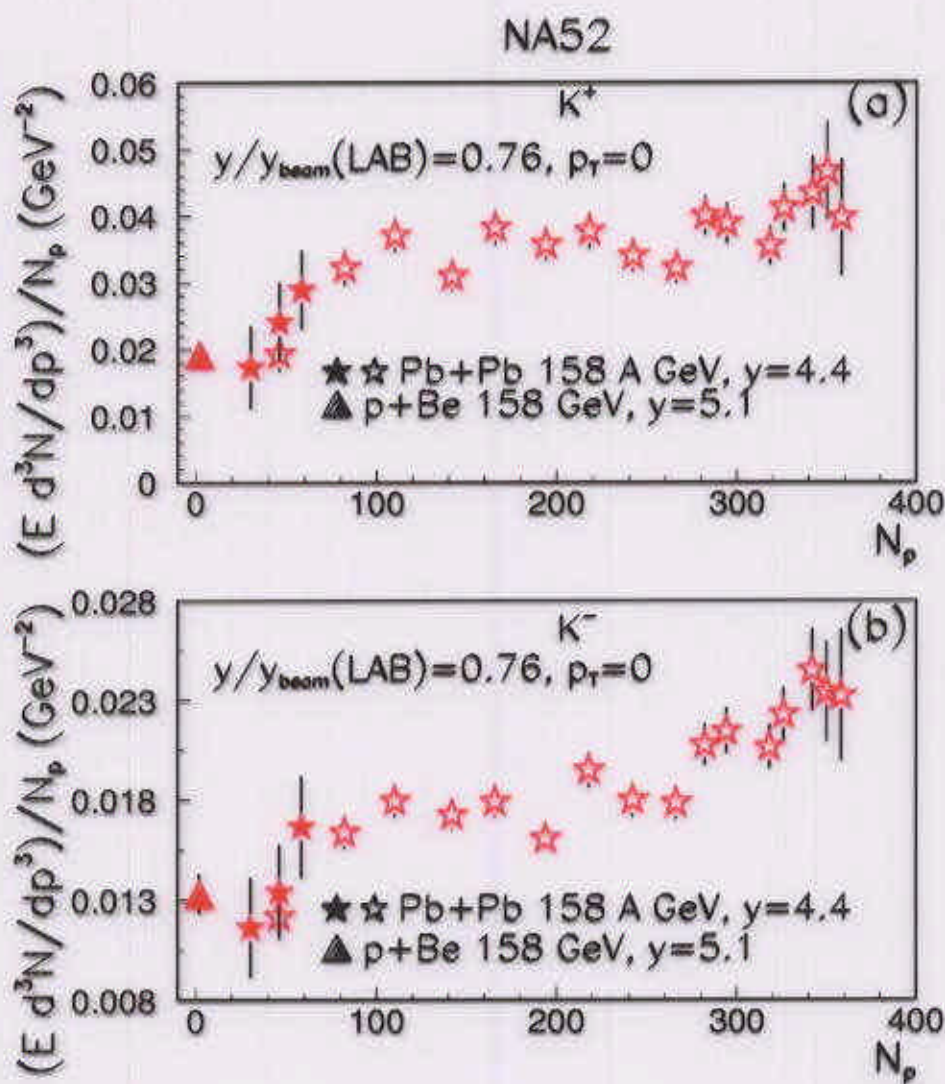 NA52
(E d³N/dp³)/Nₚ (GeV⁻²)
0.06
0.05
0.04
0.03
0.02
0.01
0
K⁺
(a)
y/y_beam(LAB)=0.76, p_T=0
★ ☆ Pb+Pb 158 A GeV, y=4.4
▲ p+Be 158 GeV, y=5.1
0 100 200 300 400
Nₚ
(E d³N/dp³)/Nₚ (GeV⁻²)
0.028
0.023
0.018
0.013
0.008
K⁻
(b)
y/y_beam(LAB)=0.76, p_T=0
★ ☆ Pb+Pb 158 A GeV, y=4.4
▲ p+Be 158 GeV, y=5.1
0 100 200 300 400
Nₚ